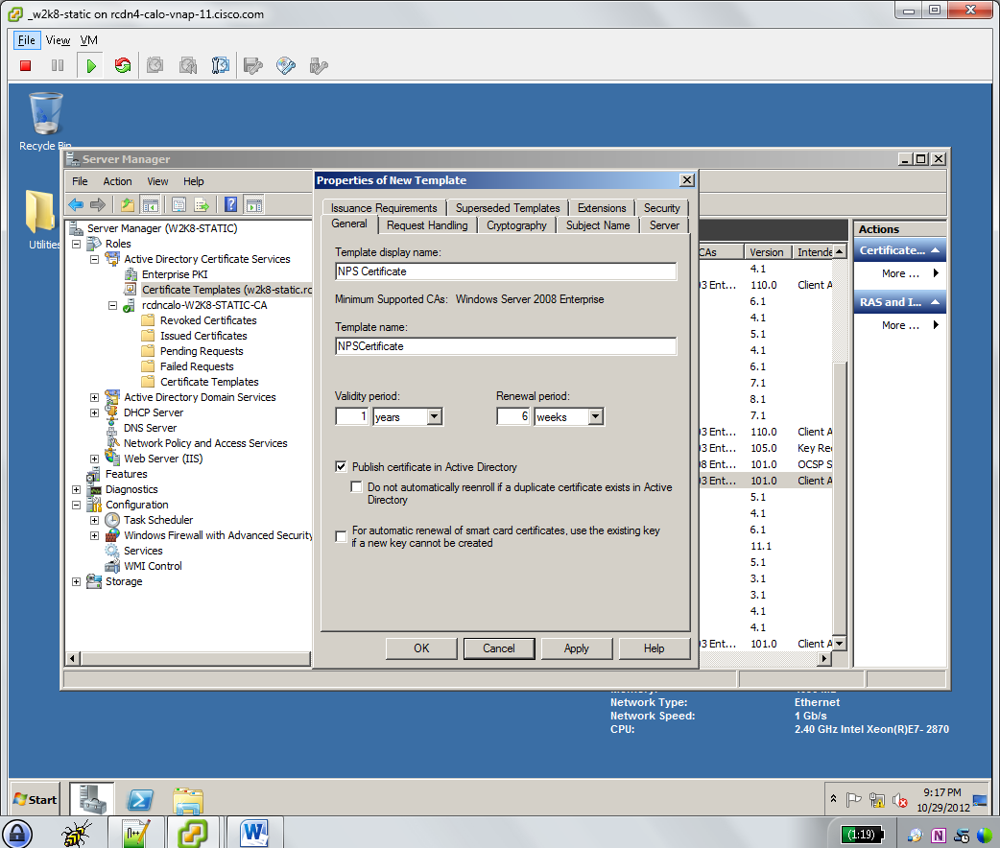 _w2k8-static on rcdn4-calo-vnap-11.cisco.com
File View VM
Recycle Bin
Utilities
Server Manager
File Action View Help
Server Manager (W2K8-STATIC)
Roles
Active Directory Certificate Services
Enterprise PKI
Certificate Templates (w2k8-static.rc
rcdncalo-W2K8-STATIC-CA
Revoked Certificates
Issued Certificates
Pending Requests
Failed Requests
Certificate Templates
Active Directory Domain Services
DHCP Server
DNS Server
Network Policy and Access Services
Web Server (IIS)
Features
Diagnostics
Configuration
Task Scheduler
Windows Firewall with Advanced Security
Services
WMI Control
Storage
Properties of New Template
Issuance Requirements Superseded Templates Extensions Security
General Request Handling Cryptography Subject Name Server
Template display name:
NPS Certificate
Minimum Supported CAs: Windows Server 2008 Enterprise
Template name:
NPSCertificate
Validity period: Renewal period:
1 years 6 weeks
Publish certificate in Active Directory
Do not automatically reenroll if a duplicate certificate exists in Active
Directory
For automatic renewal of smart card certificates, use the existing key
if a new key cannot be created
OK Cancel Apply Help
CAs Version Intende
4.1
03 Ent... 110.0 Client A
6.1
4.1
5.1
4.1
6.1
7.1
8.1
7.1
03 Ent... 110.0 Client A
03 Ent... 105.0 Key Rec
08 Ent... 101.0 OCSP S
03 Ent... 101.0 Client A
5.1
4.1
6.1
11.1
5.1
3.1
3.1
4.1
4.1
03 Ent... 101.0 Client A
Actions
Certificate...
More ...
RAS and I...
More ...
Network Type: Ethernet
Network Speed: 1 Gb/s
CPU: 2.40 GHz Intel Xeon(R)E7- 2870
Start
9:17 PM
10/29/2012
(1:19)